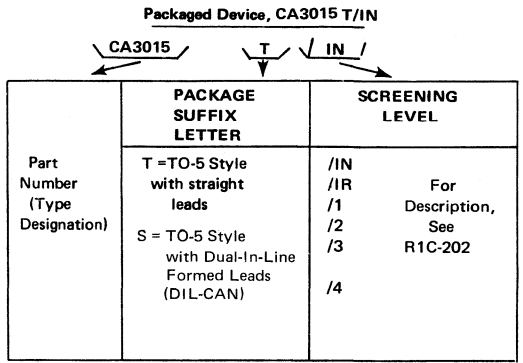 Packaged Device, CA3015 T/IN
CA3015 T / IN /
PACKAGE
SUFFIX
LETTER
SCREENING
LEVEL
Part
Number
(Type
Designation)
T =TO-5 Style
with straight
leads
S = TO-5 Style
with Dual-In-Line
Formed Leads
(DIL-CAN)
/IN
/IR For
/1 Description,
/2 See
/3 R1C-202
/4